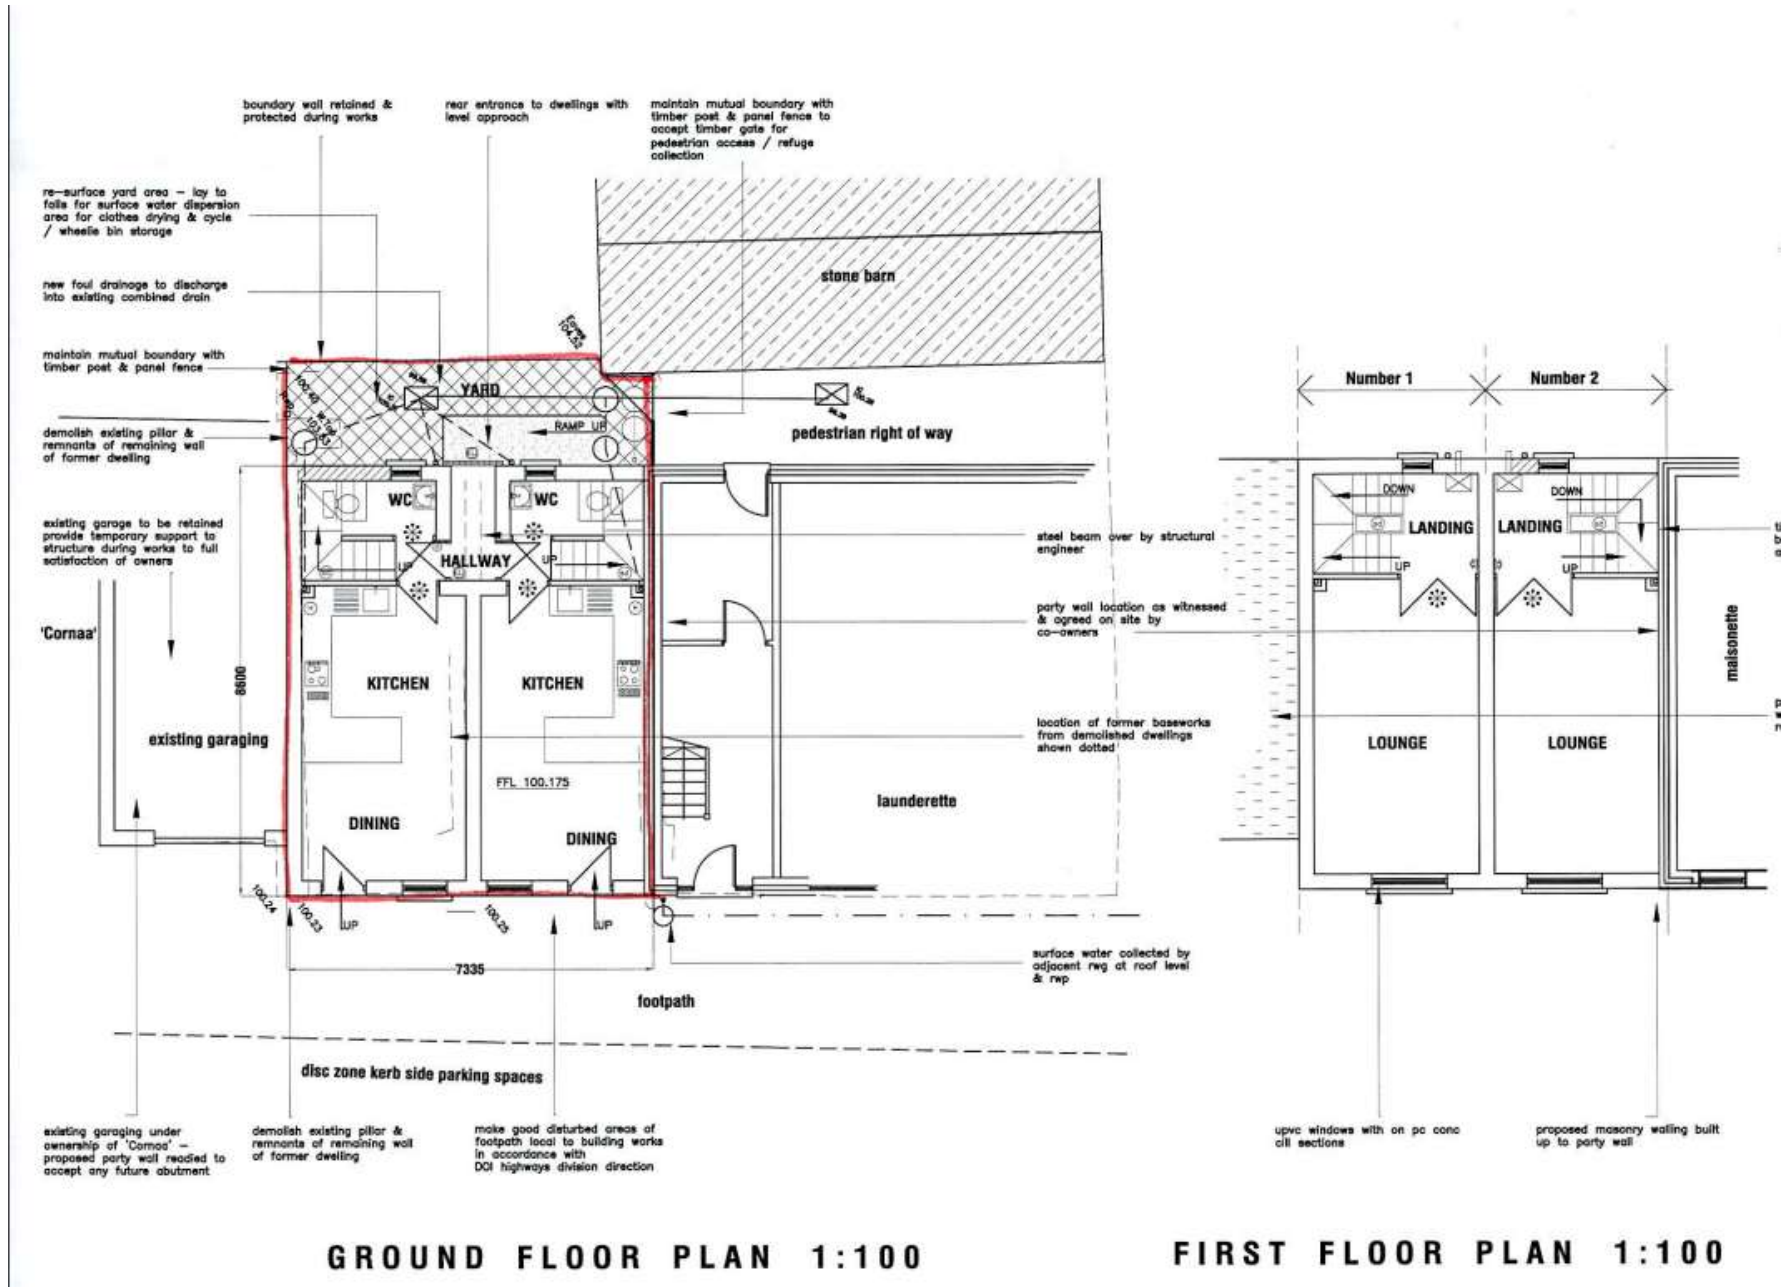 boundary wall retained &
protected during works
rear entrance to dwellings with
level approach
maintain mutual boundary with
timber post & panel fence to
accept timber gate for
pedestrian access / refuge
collection
re-surface yard area - lay to
falls for surface water dispersion
area for clothes drying & cycle
/ wheelie bin storage
new foul drainage to discharge
into existing combined drain
maintain mutual boundary with
timber post & panel fence
demolish existing pillar &
remnants of remaining wall
of former dwelling
existing garage to be retained
provide temporary support to
structure during works to full
satisfaction of owners
'Cornaa'
existing garaging
8600
stone barn
Eaves
104.52
YARD
100.40
RAMP UP
pedestrian right of way
WC
WC
HALLWAY
UP
UP
KITCHEN
KITCHEN
FFL 100.175
DINING
DINING
100.24
100.23
UP
100.25
UP
7335
launderette
steel beam over by structural
engineer
party wall location as witnessed
& agreed on site by
co-owners
location of former baseworks
from demolished dwellings
shown dotted
surface water collected by
adjacent rwg at roof level
& rwp
footpath
disc zone kerb side parking spaces
existing garaging under
ownership of 'Cornaa' -
proposed party wall readied to
accept any future abutment
demolish existing pillar &
remnants of remaining wall
of former dwelling
make good disturbed areas of
footpath local to building works
in accordance with
DOI highways division direction
GROUND FLOOR PLAN 1:100
Number 1
Number 2
DOWN
DOWN
LANDING
LANDING
UP
UP
LOUNGE
LOUNGE
maisonette
upvc windows with on pc conc
cill sections
proposed masonry walling built
up to party wall
FIRST FLOOR PLAN 1:100